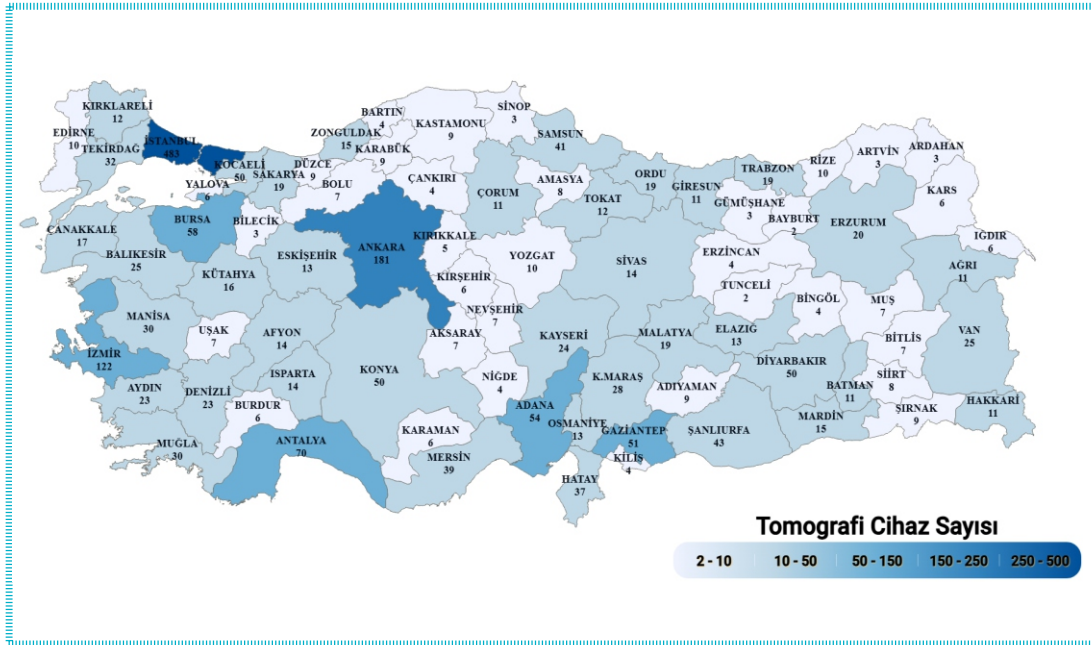 KIRKLARELİ
12
EDİRNE
10
TEKİRDAĞ
32
İSTANBUL
483
KOCAELİ
50
YALOVA
6
SAKARYA
19
DÜZCE
9
ZONGULDAK
15
BARTIN
4
KARABÜK
9
KASTAMONU
9
SİNOP
3
SAMSUN
41
BOLU
7
ÇANKIRI
4
ÇORUM
11
AMASYA
8
TOKAT
12
ORDU
19
GİRESUN
11
TRABZON
19
GÜMÜŞHANE
3
BAYBURT
2
RİZE
10
ARTVİN
3
ARDAHAN
3
KARS
6
IĞDIR
6
AĞRI
11
ERZURUM
20
ERZİNCAN
4
ÇANAKKALE
17
BALIKESİR
25
BURSA
58
BİLECİK
3
KÜTAHYA
16
ESKİŞEHİR
13
ANKARA
181
KIRIKKALE
5
KIRŞEHİR
6
YOZGAT
10
SİVAS
14
TUNCELİ
2
BİNGÖL
4
MUŞ
7
BİTLİS
7
VAN
25
MANİSA
30
UŞAK
7
AFYON
14
İZMİR
122
AYDIN
23
DENİZLİ
23
ISPARTA
14
BURDUR
6
KONYA
50
AKSARAY
7
NEVŞEHİR
7
NİĞDE
4
KAYSERİ
24
MALATYA
19
ELAZIĞ
13
DİYARBAKIR
50
BATMAN
11
SİİRT
8
ŞIRNAK
9
HAKKARİ
11
MUĞLA
30
ANTALYA
70
KARAMAN
6
MERSİN
39
ADANA
54
OSMANİYE
13
K.MARAŞ
28
ADIYAMAN
9
GAZİANTEP
51
KİLİŞ
4
HATAY
37
ŞANLIURFA
43
MARDİN
15
Tomografi Cihaz Sayısı
2 - 10 10 - 50 50 - 150 150 - 250 250 - 500